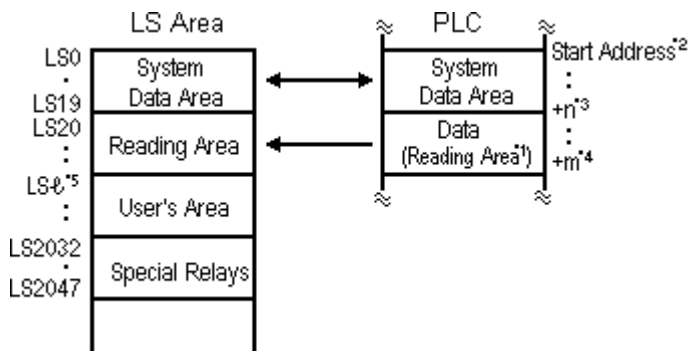 LS Area
PLC
LS0
System
Data Area
System
Data Area
Start Address*2
:
LS19
+n*3
LS20
:
Reading Area
Data
(Reading Area*1)
:
+m*4
LS-ℓ*5
:
User's Area
LS2032
:
LS2047
Special Relays